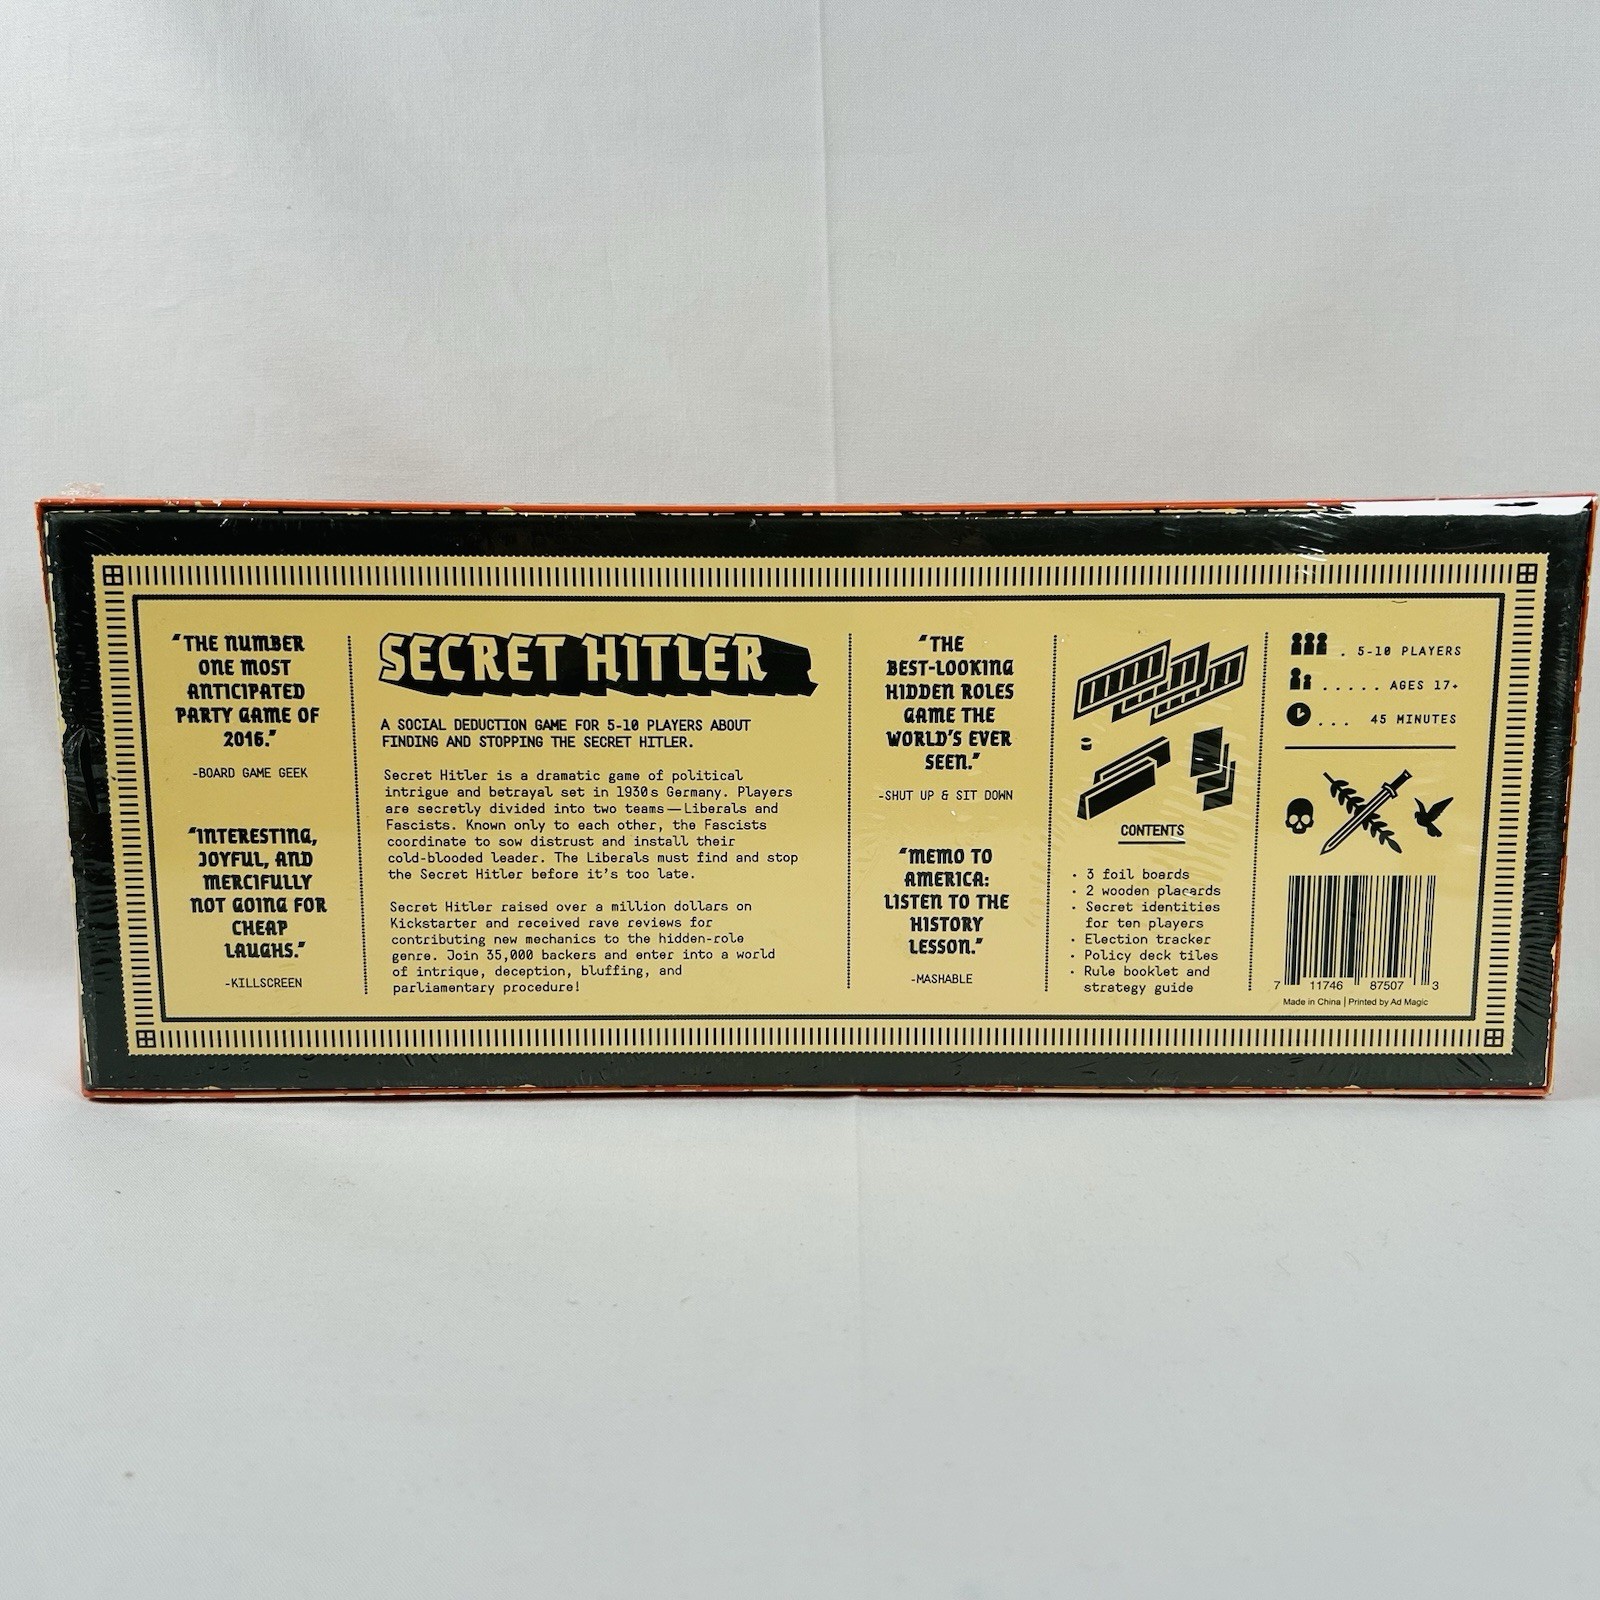 “THE NUMBER
ONE MOST
ANTICIPATED
PARTY GAME OF
2016.”
-BOARD GAME GEEK
“INTERESTING,
JOYFUL, AND
MERCIFULLY
NOT GOING FOR
CHEAP
LAUGHS.”
-KILLSCREEN
SECRET HITLER
A SOCIAL DEDUCTION GAME FOR 5-10 PLAYERS ABOUT
FINDING AND STOPPING THE SECRET HITLER.
Secret Hitler is a dramatic game of political
intrigue and betrayal set in 1930s Germany. Players
are secretly divided into two teams—Liberals and
Fascists. Known only to each other, the Fascists
coordinate to sow distrust and install their
cold-blooded leader. The Liberals must find and stop
the Secret Hitler before it’s too late.
Secret Hitler raised over a million dollars on
Kickstarter and received rave reviews for
contributing new mechanics to the hidden-role
genre. Join 35,000 backers and enter into a world
of intrique, deception, bluffing, and
parliamentary procedure!
“THE
BEST-LOOKING
HIDDEN ROLES
GAME THE
WORLD’S EVER
SEEN.”
-SHUT UP & SIT DOWN
“MEMO TO
AMERICA:
LISTEN TO THE
HISTORY
LESSON.”
-MASHABLE
CONTENTS
· 3 foil boards
· 2 wooden placards
· Secret identities
for ten players
· Election tracker
· Policy deck tiles
· Rule booklet and
strategy guide
. 5-10 PLAYERS
..... AGES 17+
... 45 MINUTES
7 11746 87507 3
Made in China | Printed by Ad Magic